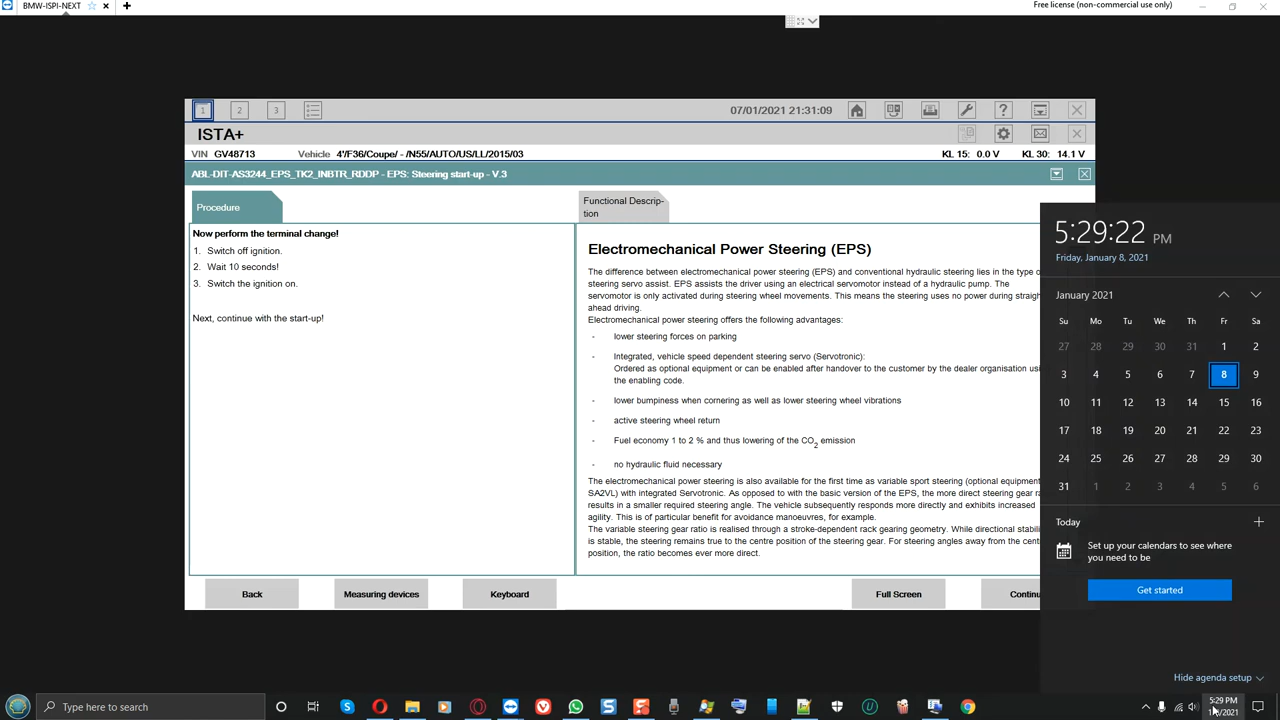 BMW-ISPI-NEXT
Free license (non-commercial use only)
1 2 3
07/01/2021 21:31:09
ISTA+
VIN GV48713 Vehicle 4'/F36/Coupe/ - /N55/AUTO/US/LL/2015/03 KL 15: 0.0 V KL 30: 14.1 V
ABL-DIT-AS3244_EPS_TK2_INBTR_RDDP - EPS: Steering start-up - V.3
Procedure
Functional Descrip-
tion
Now perform the terminal change!
1. Switch off ignition.
2. Wait 10 seconds!
3. Switch the ignition on.
Next, continue with the start-up!
Electromechanical Power Steering (EPS)
The difference between electromechanical power steering (EPS) and conventional hydraulic steering lies in the type o
steering servo assist. EPS assists the driver using an electrical servomotor instead of a hydraulic pump. The
servomotor is only activated during steering wheel movements. This means the steering uses no power during straigh
ahead driving.
Electromechanical power steering offers the following advantages:
- lower steering forces on parking
- Integrated, vehicle speed dependent steering servo (Servotronic):
Ordered as optional equipment or can be enabled after handover to the customer by the dealer organisation us
the enabling code.
- lower bumpiness when cornering as well as lower steering wheel vibrations
- active steering wheel return
- Fuel economy 1 to 2 % and thus lowering of the CO2 emission
- no hydraulic fluid necessary
The electromechanical power steering is also available for the first time as variable sport steering (optional equipment
SA2VL) with integrated Servotronic. As opposed to with the basic version of the EPS, the more direct steering gear ra
results in a smaller required steering angle. The vehicle subsequently responds more directly and exhibits increased
agility. This is of particular benefit for avoidance manoeuvres, for example.
The variable steering gear ratio is realised through a stroke-dependent rack gearing geometry. While directional stabili
is stable, the steering remains true to the centre position of the steering gear. For steering angles away from the cent
position, the ratio becomes ever more direct.
Back Measuring devices Keyboard Full Screen Continu
5:29:22 PM
Friday, January 8, 2021
January 2021
Su Mo Tu We Th Fr Sa
27 28 29 30 31 1 2
3 4 5 6 7 8 9
10 11 12 13 14 15 16
17 18 19 20 21 22 23
24 25 26 27 28 29 30
31 1 2 3 4 5 6
Today
Set up your calendars to see where
you need to be
Get started
Hide agenda setup
Type here to search
5:29 PM